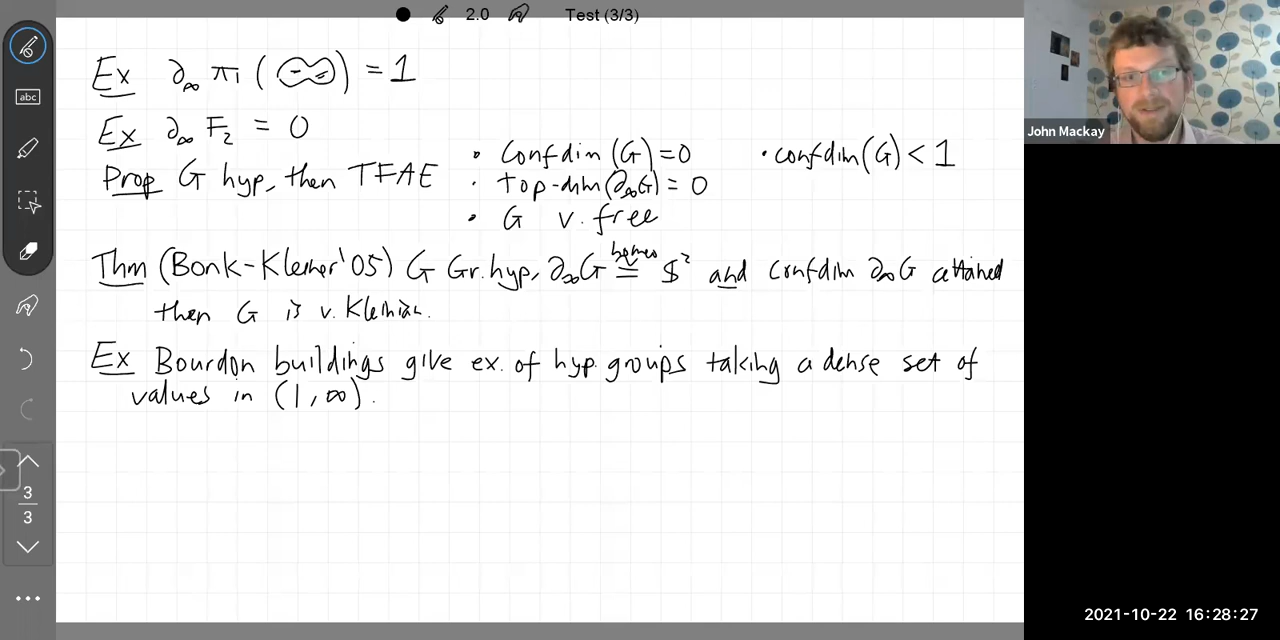 2.0 Test (3/3)
abc
Ex ∂∞ π1 ( ) = 1
Ex ∂∞ F2 = 0
Prop G hyp, then TFAE
· Confdim (G) = 0
· confdim (G) < 1
· top-dim (∂∞G) = 0
· G v. free
Thm (Bonk-Kleiner '05) G Gr. hyp, ∂∞G ≅ homeo S² and Confdim ∂∞G attained
then G is v. Kleinian.
Ex Bourdon buildings give ex. of hyp. groups taking a dense set of
values in (1, ∞).
3
3
John Mackay
2021-10-22 16:28:27